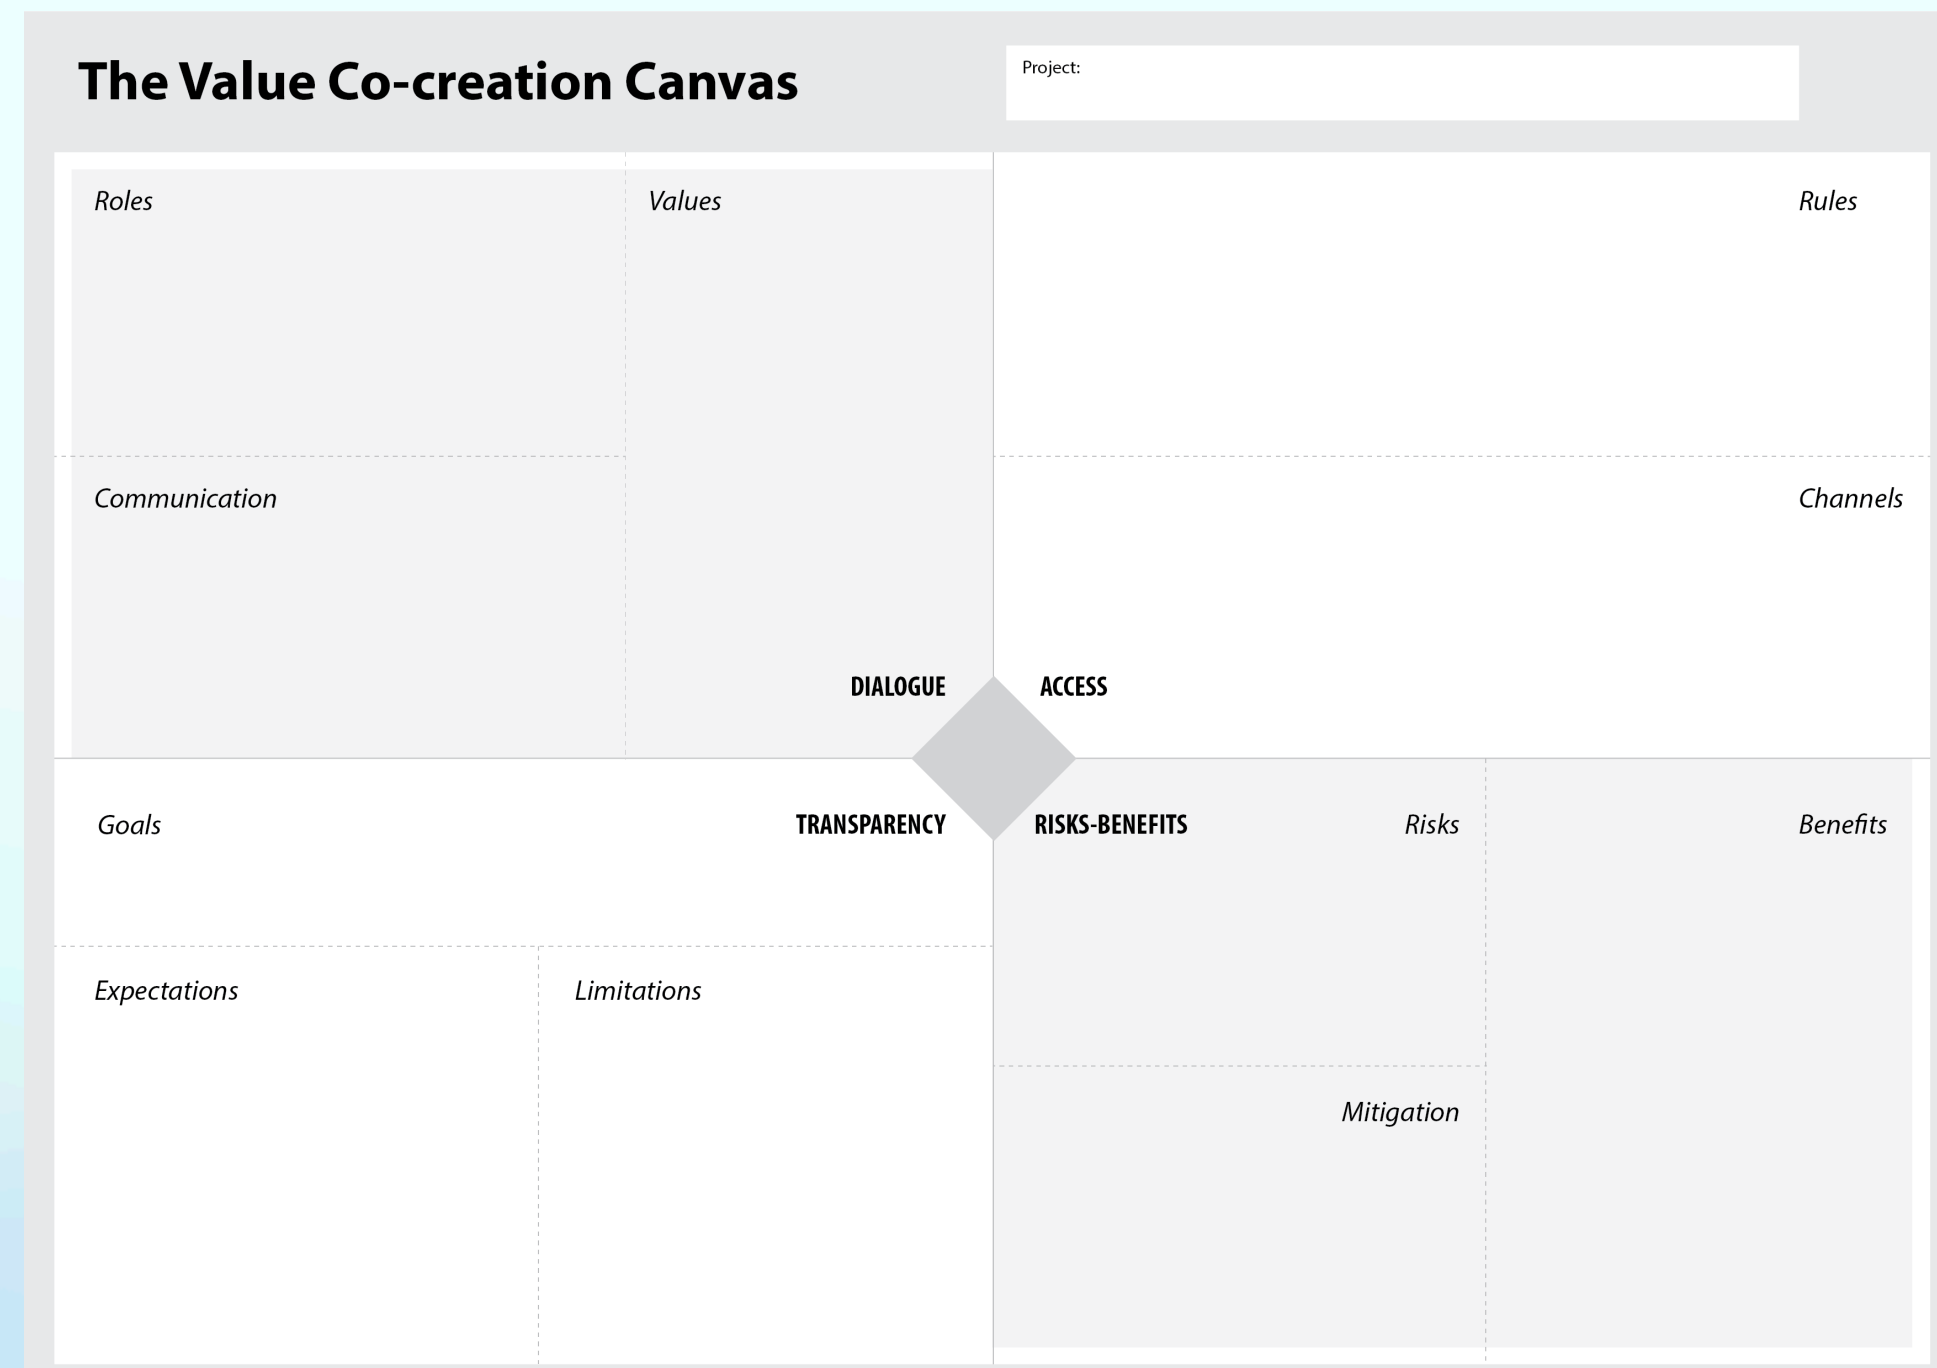 The Value Co-creation Canvas
Project:
Roles
Values
Rules
Communication
Channels
DIALOGUE
ACCESS
Goals
TRANSPARENCY
RISKS-BENEFITS
Risks
Benefits
Expectations
Limitations
Mitigation